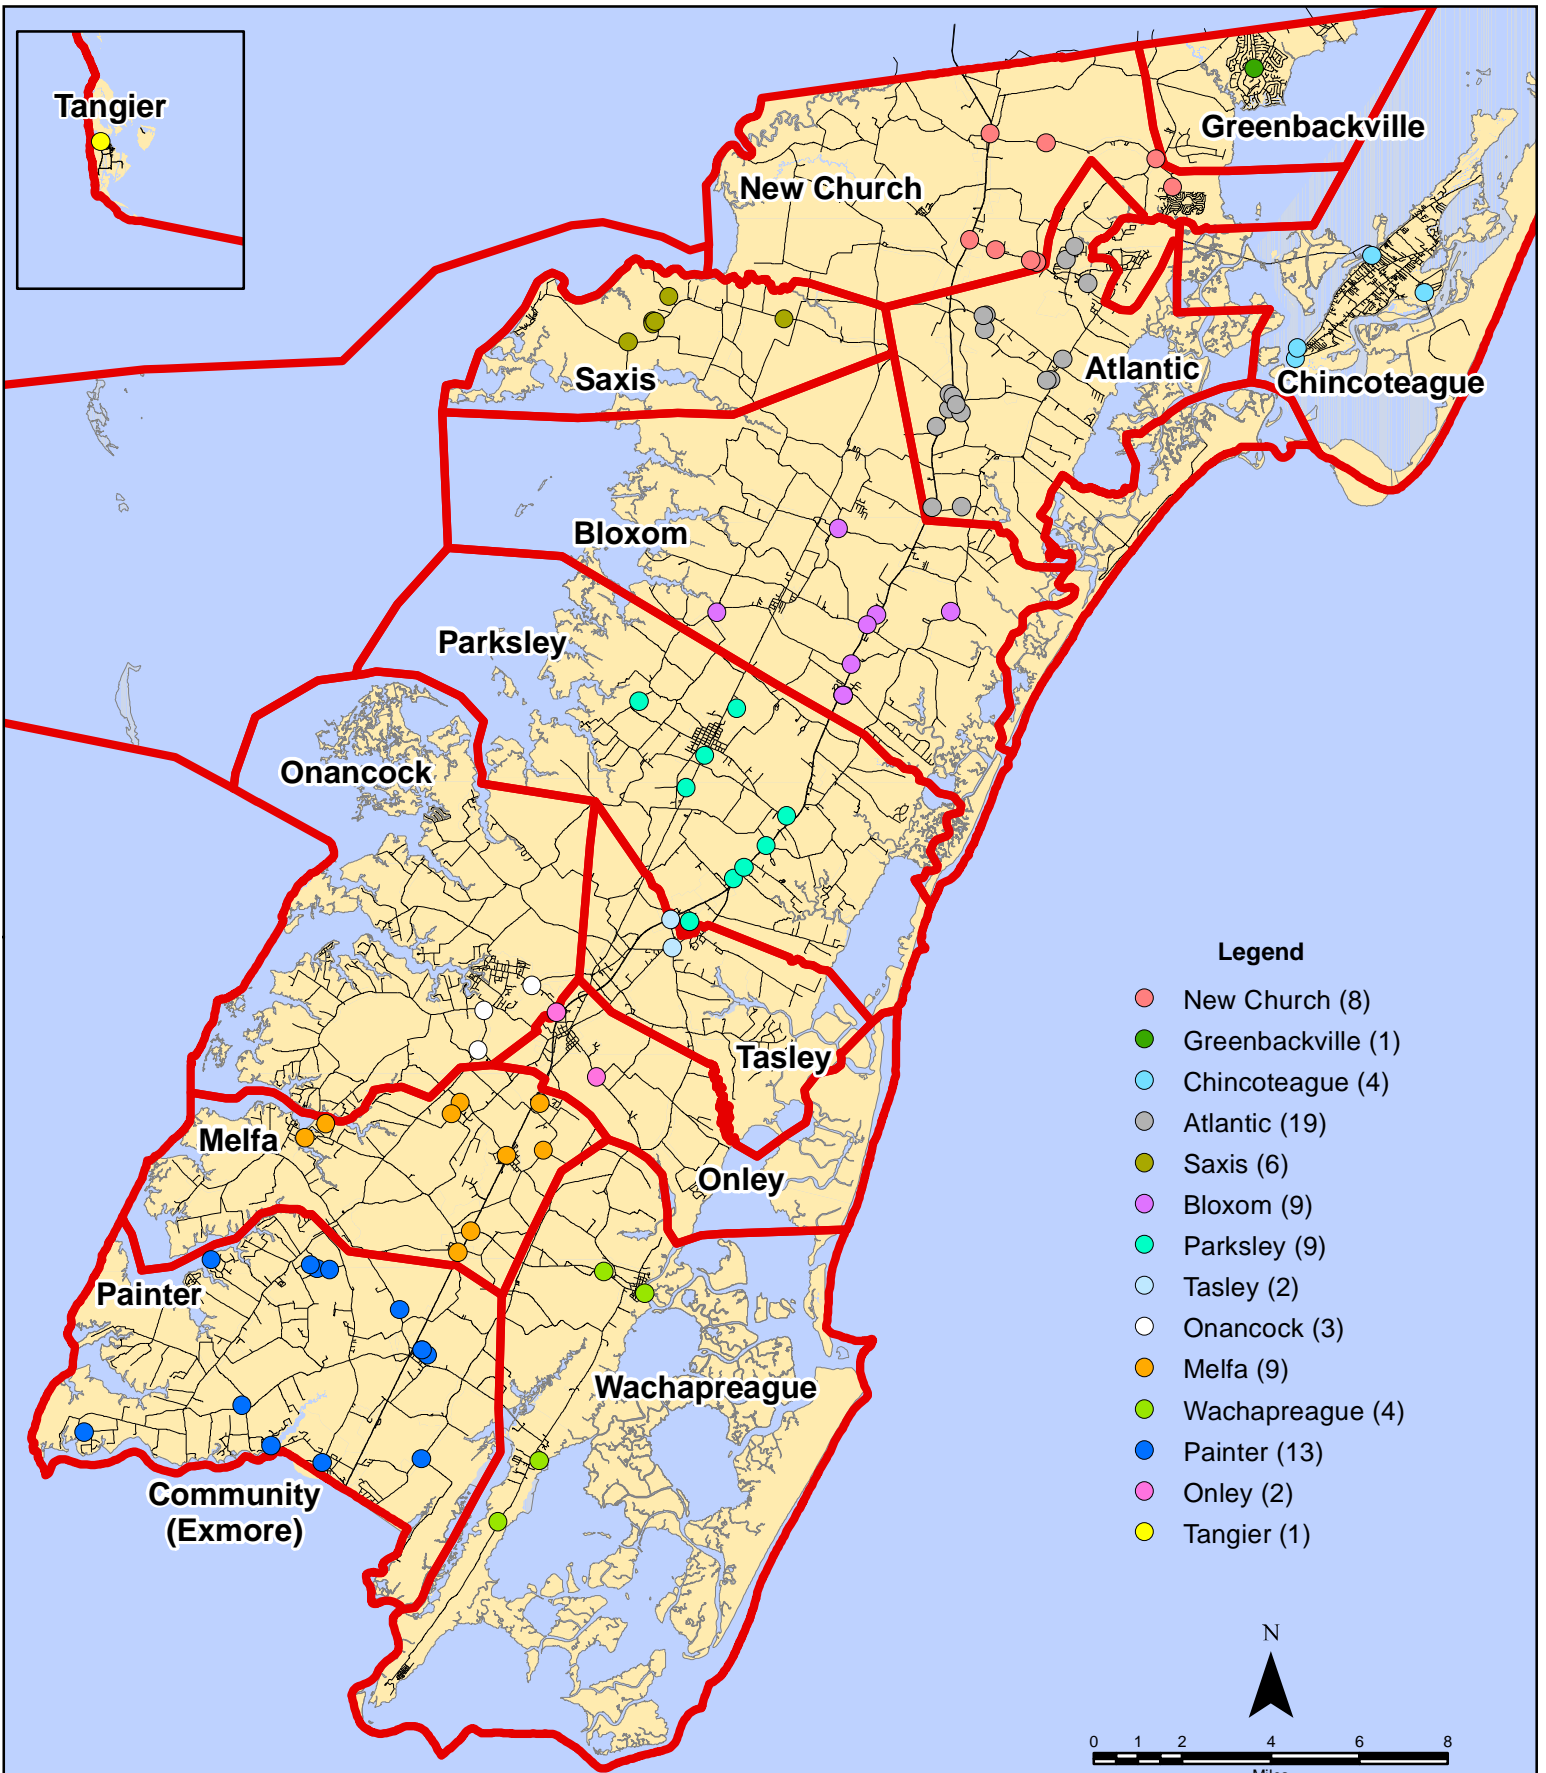 Tangier
Greenbackville
New Church
Saxis
Atlantic
Chincoteague
Bloxom
Parksley
Onancock
Tasley
Melfa
Onley
Painter
Wachapreague
Community
(Exmore)
Legend
New Church (8)
Greenbackville (1)
Chincoteague (4)
Atlantic (19)
Saxis (6)
Bloxom (9)
Parksley (9)
Tasley (2)
Onancock (3)
Melfa (9)
Wachapreague (4)
Painter (13)
Onley (2)
Tangier (1)
N
0 1 2 4 6 8
Miles